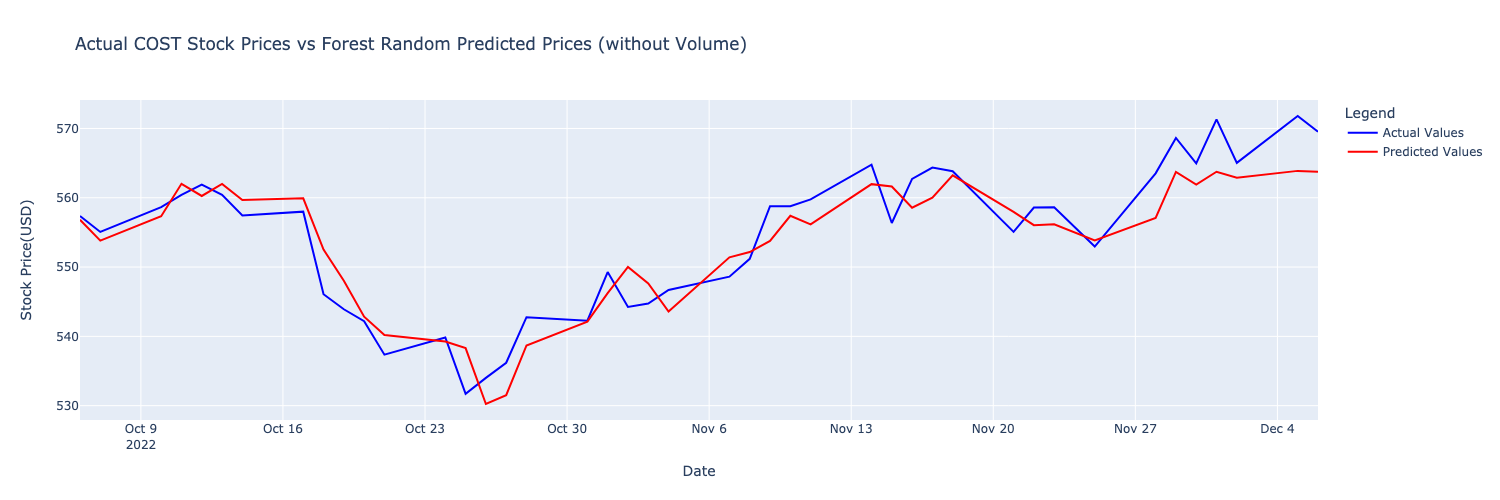 Actual COST Stock Prices vs Forest Random Predicted Prices (without Volume)
Legend
Actual Values
Predicted Values
Stock Price(USD)
570
560
550
540
530
Oct 9 Oct 16 Oct 23 Oct 30 Nov 6 Nov 13 Nov 20 Nov 27 Dec 4
2022
Date